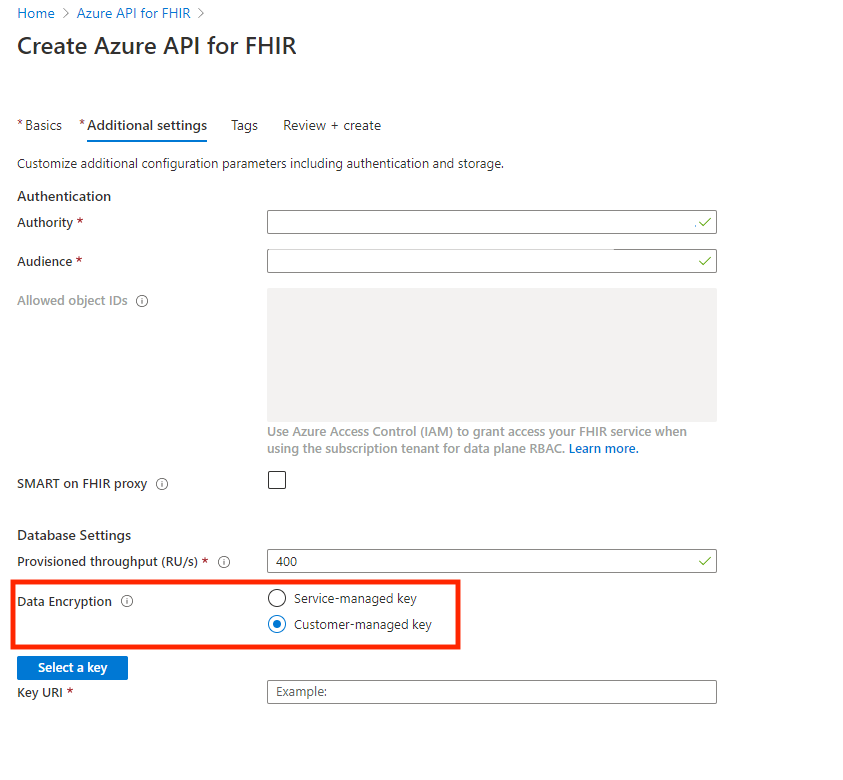 Home > Azure API for FHIR >
Create Azure API for FHIR
* Basics * Additional settings Tags Review + create
Customize additional configuration parameters including authentication and storage.
Authentication
Authority *
Audience *
Allowed object IDs
Use Azure Access Control (IAM) to grant access your FHIR service when
using the subscription tenant for data plane RBAC. Learn more.
SMART on FHIR proxy
Database Settings
Provisioned throughput (RU/s) * 400
Data Encryption Service-managed key
Customer-managed key
Select a key
Key URI * Example: